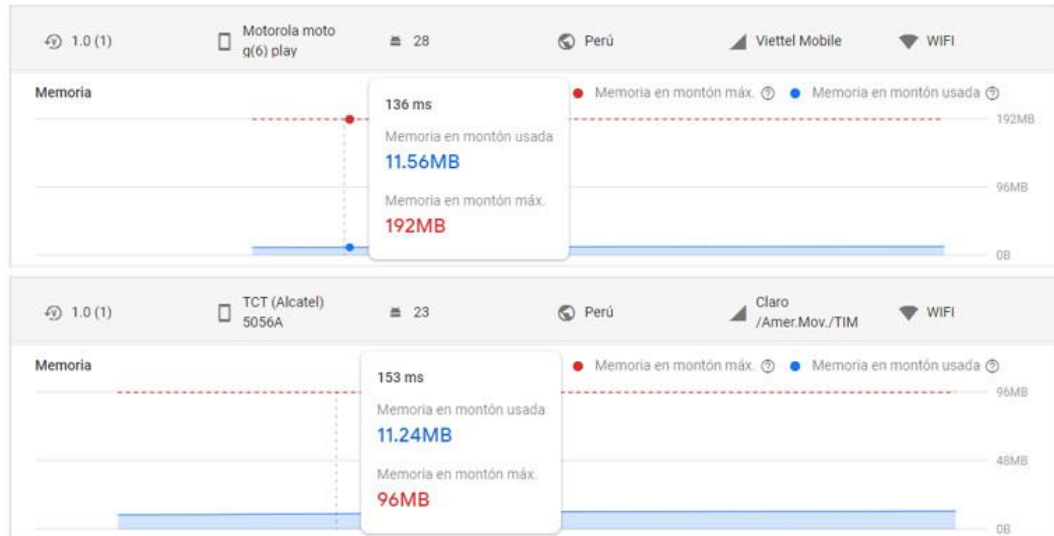 1.0 (1)
Motorola moto
g(6) play
28
Perú
Viettel Mobile
WIFI
Memoria
Memoria en montón máx.
Memoria en montón usada
136 ms
Memoria en montón usada
11.56MB
Memoria en montón máx.
192MB
192MB
96MB
0B
1.0 (1)
TCT (Alcatel)
5056A
23
Perú
Claro
/Amer.Mov./TIM
WIFI
Memoria
Memoria en montón máx.
Memoria en montón usada
153 ms
Memoria en montón usada
11.24MB
Memoria en montón máx.
96MB
96MB
48MB
0B